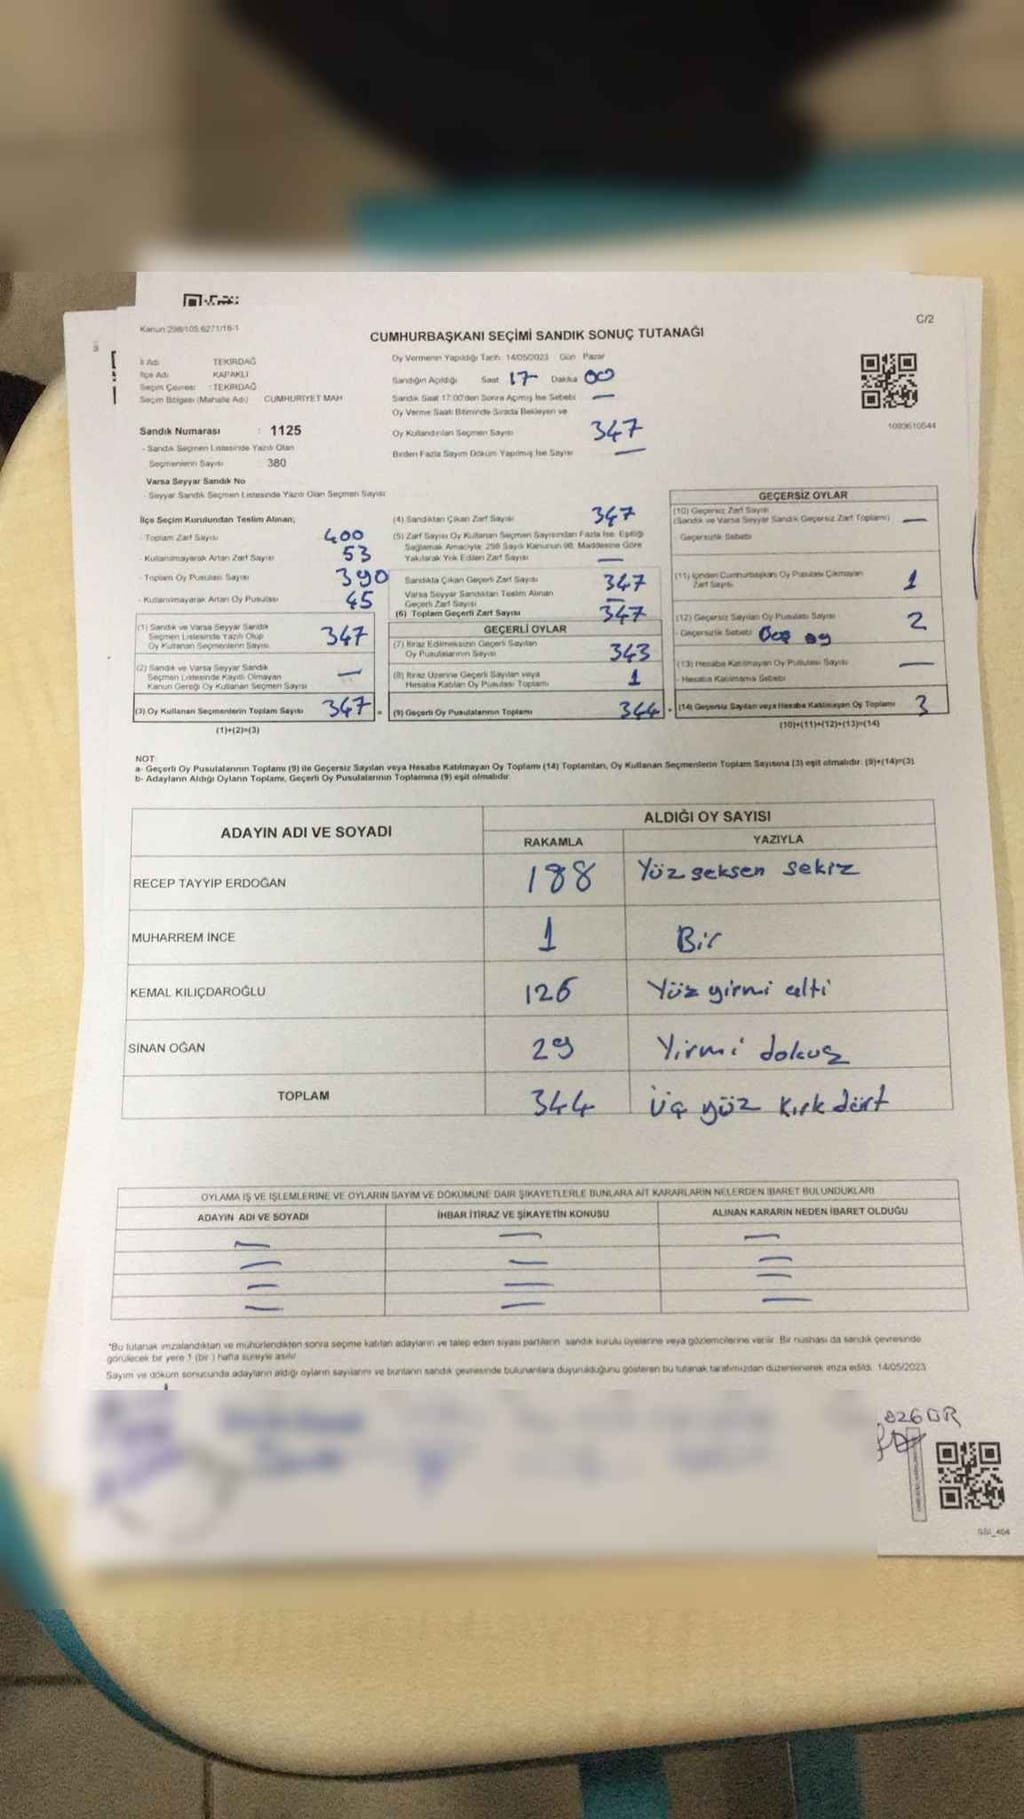 Kanun:298/105.6271/16-1
C/2
CUMHURBAŞKANI SEÇİMİ SANDIK SONUÇ TUTANAĞI
İl Adı TEKİRDAĞ
İlçe Adı KAPAKLI
Seçim Çevresi : TEKİRDAĞ
Seçim Bölgesi (Mahalle Adı) CUMHURİYET MAH
Sandık Numarası : 1125
- Sandık Seçmen Listesinde Yazılı Olan
Seçmenlerin Sayısı 380
Varsa Seyyar Sandık No
- Seyyar Sandık Seçmen Listesinde Yazılı Olan Seçmen Sayısı
Oy Vermenin Yapıldığı Tarih 14/05/2023 Gün Pazar
Sandığın Açıldığı Saat 17 Dakika 00
Sandık Saat 17:00'den Sonra Açılmış İse Sebebi —
Oy Verme Saati Bitiminde Sırada Bekleyen ve
Oy Kullandırılan Seçmen Sayısı 347
Birden Fazla Sayım Döküm Yapılmış İse Sayısı —
1093610544
İlçe Seçim Kurulundan Teslim Alınan;
- Toplam Zarf Sayısı 400
- Kullanılmayarak Artan Zarf Sayısı 53
- Toplam Oy Pusulası Sayısı 390
- Kullanılmayarak Artan Oy Pusulası 45
(1) Sandık ve Varsa Seyyar Sandık
Seçmen Listesinde Yazılı Olup
Oy Kullanan Seçmenlerin Sayısı 347
(2) Sandık ve Varsa Seyyar Sandık
Seçmen Listesinde Kayıtlı Olmayan
Kanun Gereği Oy Kullanan Seçmen Sayısı —
(3) Oy Kullanan Seçmenlerin Toplam Sayısı 347
(1)+(2)=(3)
(4) Sandıktan Çıkan Zarf Sayısı 347
(5) Zarf Sayısı Oy Kullanan Seçmen Sayısından Fazla İse, Eşitliği
Sağlamak Amacıyla 298 Sayılı Kanunun 98. Maddesine Göre
Yakılarak Yok Edilen Zarf Sayısı —
Sandıkta Çıkan Geçerli Zarf Sayısı 347
Varsa Seyyar Sandıktan Teslim Alınan
Geçerli Zarf Sayısı —
(6) Toplam Geçerli Zarf Sayısı 347
GEÇERLİ OYLAR
(7) İtiraz Edilmeksizin Geçerli Sayılan
Oy Pusulalarının Sayısı 343
(8) İtiraz Üzerine Geçerli Sayılan veya
Hesaba Katılan Oy Pusulası Toplamı 1
(9) Geçerli Oy Pusulalarının Toplamı 344
GEÇERSİZ OYLAR
(10) Geçersiz Zarf Sayısı
(Sandık ve Varsa Seyyar Sandık Geçersiz Zarf Toplamı) —
Geçersizlik Sebebi
(11) İçinden Cumhurbaşkanı Oy Pusulası Çıkmayan
Zarf Sayısı 1
(12) Geçersiz Sayılan Oy Pusulası Sayısı 2
- Geçersizlik Sebebi Boş oy
(13) Hesaba Katılmayan Oy Pusulası Sayısı —
- Hesaba Katılmama Sebebi
(14) Geçersiz Sayılan veya Hesaba Katılmayan Oy Toplamı 3
(10)+(11)+(12)+(13)=(14)
NOT:
a- Geçerli Oy Pusulalarının Toplamı (9) ile Geçersiz Sayılan veya Hesaba Katılmayan Oy Toplamı (14) Toplamları, Oy Kullanan Seçmenlerin Toplam Sayısına (3) eşit olmalıdır. (9)+(14)=(3)
b- Adayların Aldığı Oyların Toplamı, Geçerli Oy Pusulalarının Toplamına (9) eşit olmalıdır.
ADAYIN ADI VE SOYADI
ALDIĞI OY SAYISI
RAKAMLA YAZIYLA
RECEP TAYYİP ERDOĞAN 188 Yüz seksen sekiz
MUHARREM İNCE 1 Bir
KEMAL KILIÇDAROĞLU 126 Yüz yirmi alti
SİNAN OĞAN 29 Yirmi dokuz
TOPLAM 344 üç yüz kırk dört
OYLAMA İŞ VE İŞLEMLERİNE VE OYLARIN SAYIM VE DÖKÜMÜNE DAİR ŞİKAYETLERLE BUNLARA AİT KARARLARIN NELERDEN İBARET BULUNDUKLARI
ADAYIN ADI VE SOYADI İHBAR İTİRAZ VE ŞİKAYETİN KONUSU ALINAN KARARIN NEDEN İBARET OLDUĞU
— — —
— — —
— — —
— — —
*Bu tutanak imzalandıktan ve mühürlendikten sonra seçime katılan adayların ve talep eden siyasi partilerin sandık kurulu üyelerine veya gözlemcilerine verilir. Bir nüshası da sandık çevresinde
görülecek bir yere 1 (bir) hafta süreyle asılır.
Sayım ve döküm sonucunda adayların aldığı oyların sayılarını ve bunların sandık çevresinde bulunanlara duyurulduğunu gösteren bu tutanak tarafımızdan düzenlenerek imza edildi. 14/05/2023
SSI_404